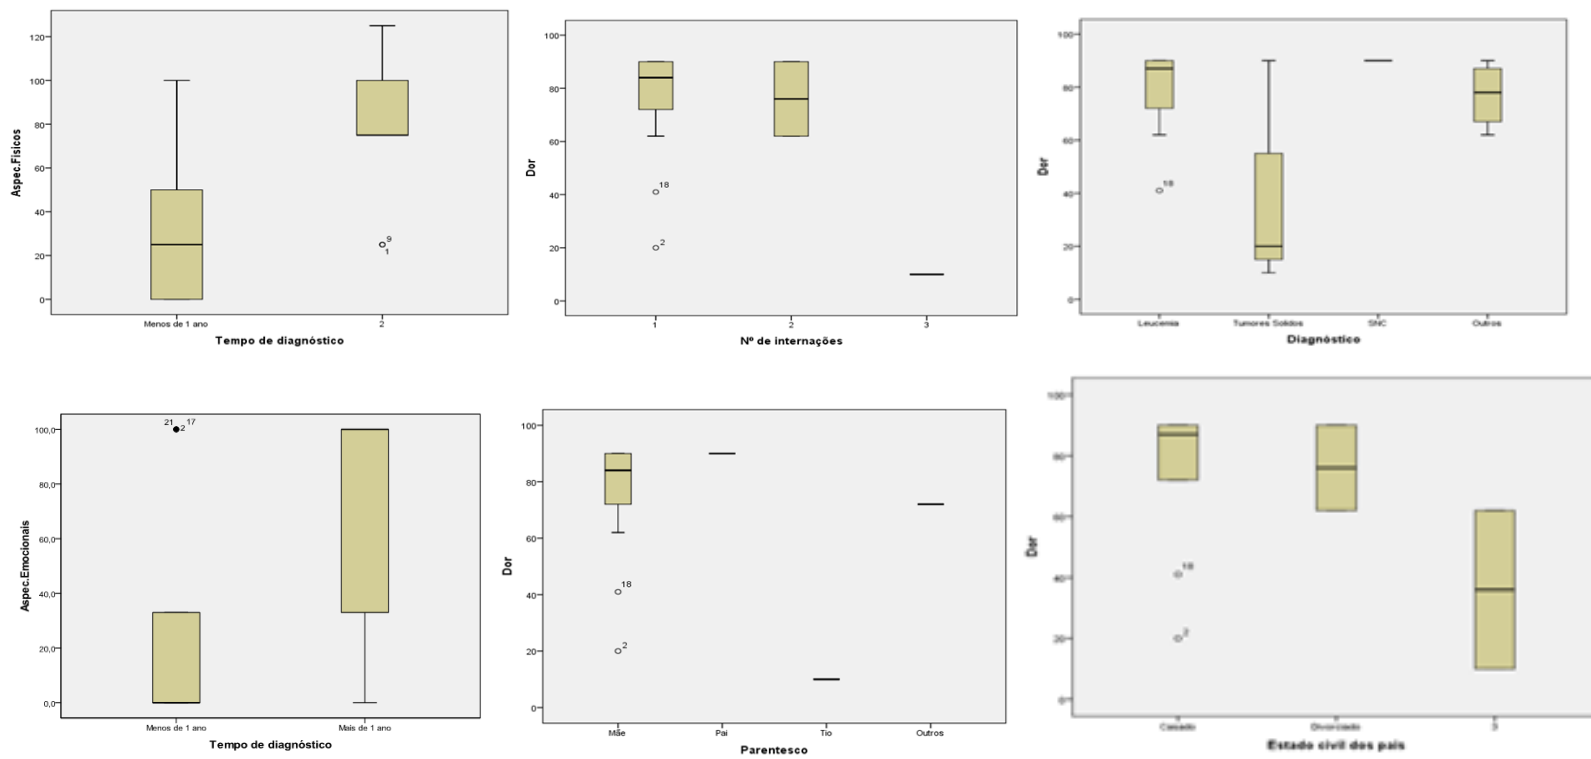 120
100
80
60
40
20
0
Aspec.Físicos
9
1
Menos de 1 ano
2
Tempo de diagnóstico
100
80
60
40
20
0
Dor
18
2
1
2
3
Nº de internações
100
80
60
40
20
0
Dor
18
Leucemia
Tumores Solidos
SNC
Outros
Diagnóstico
100,0
80,0
60,0
40,0
20,0
0,0
Aspec.Emocionais
21
2
17
Menos de 1 ano
Mais de 1 ano
Tempo de diagnóstico
100
80
60
40
20
0
Dor
18
2
Mãe
Pai
Tio
Outros
Parentesco
100
80
60
40
20
0
Dor
18
2
Casado
Divorciado
3
Estado civil dos pais